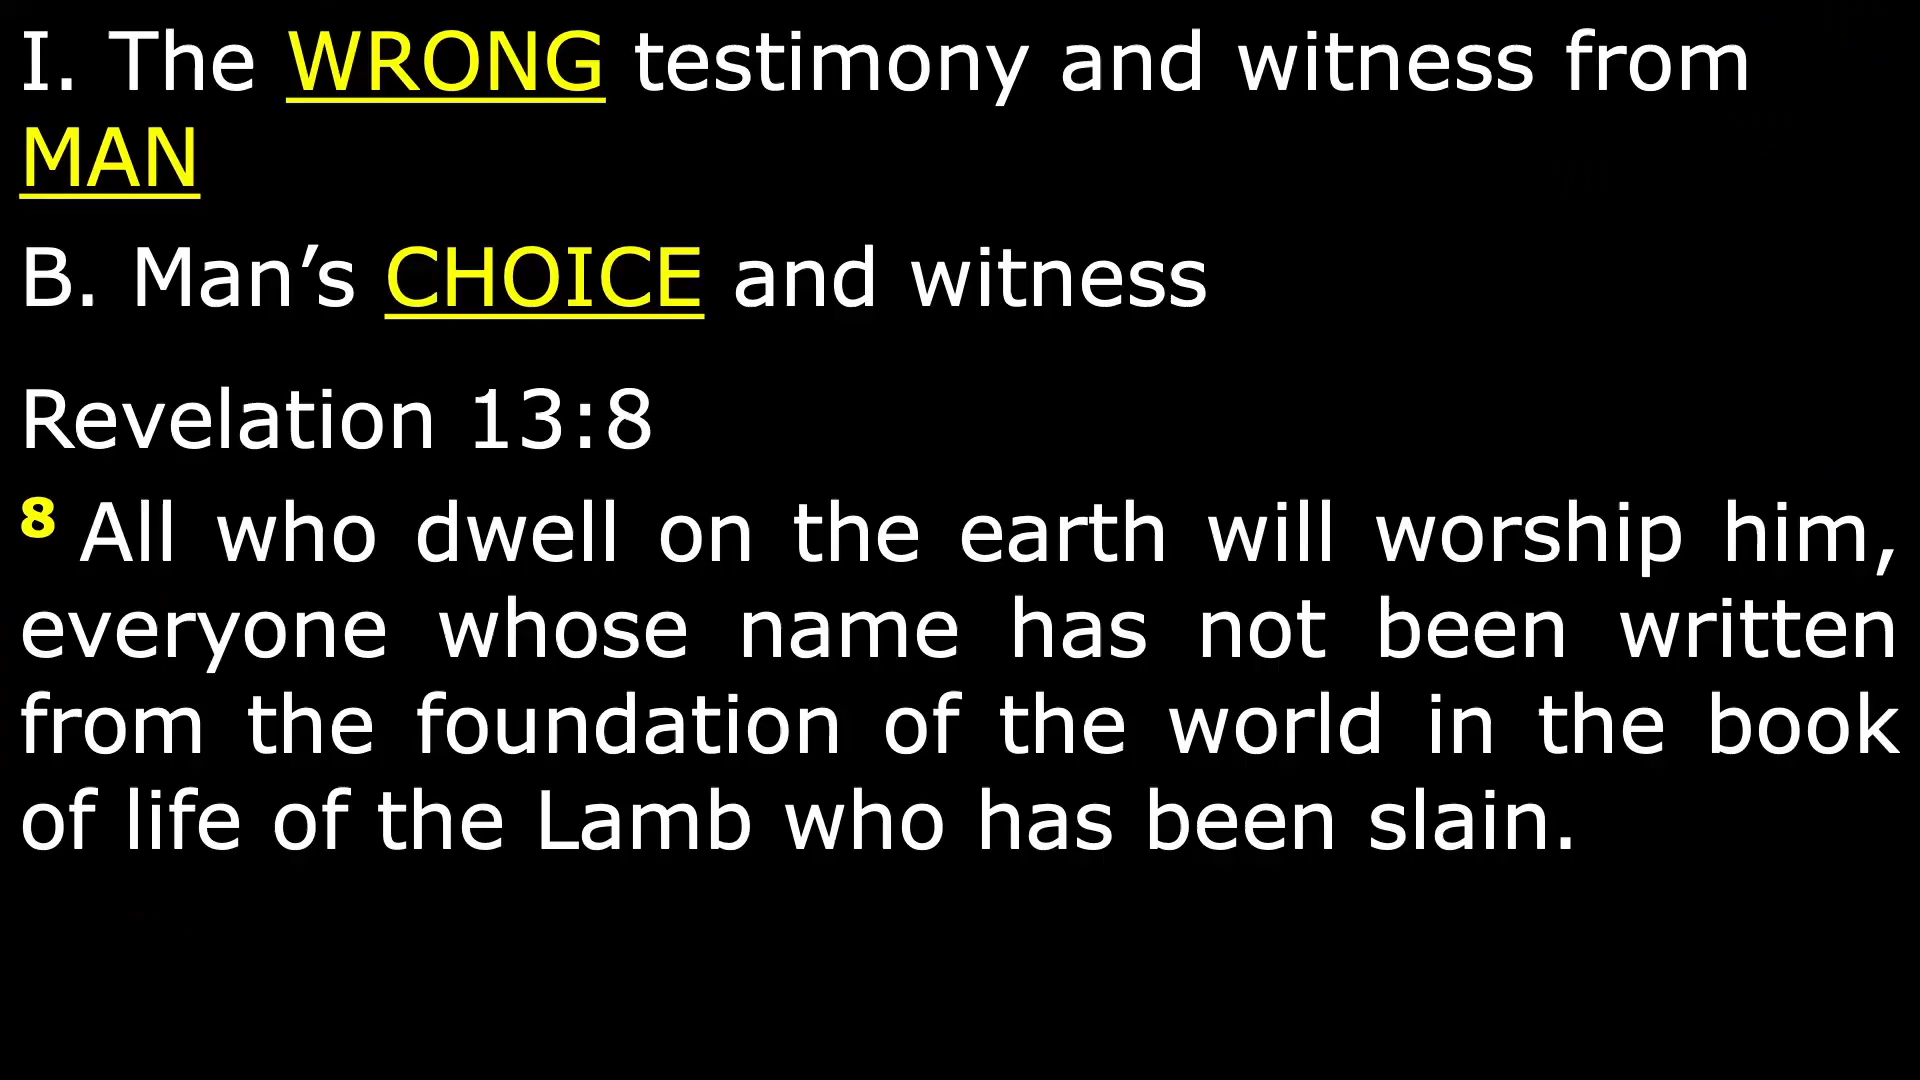 I. The WRONG testimony and witness from
MAN
B. Man’s CHOICE and witness
Revelation 13:8
8 All who dwell on the earth will worship him,
everyone whose name has not been written
from the foundation of the world in the book
of life of the Lamb who has been slain.